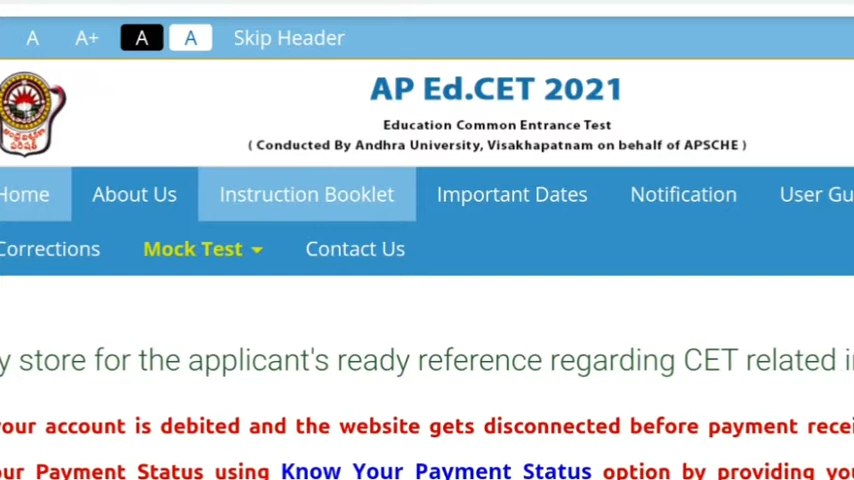 A A+ A A Skip Header
AP Ed.CET 2021
Education Common Entrance Test
( Conducted By Andhra University, Visakhapatnam on behalf of APSCHE )
Home About Us Instruction Booklet Important Dates Notification User Gu
Corrections Mock Test Contact Us
y store for the applicant's ready reference regarding CET related i
your account is debited and the website gets disconnected before payment recei
our Payment Status using Know Your Payment Status option by providing you